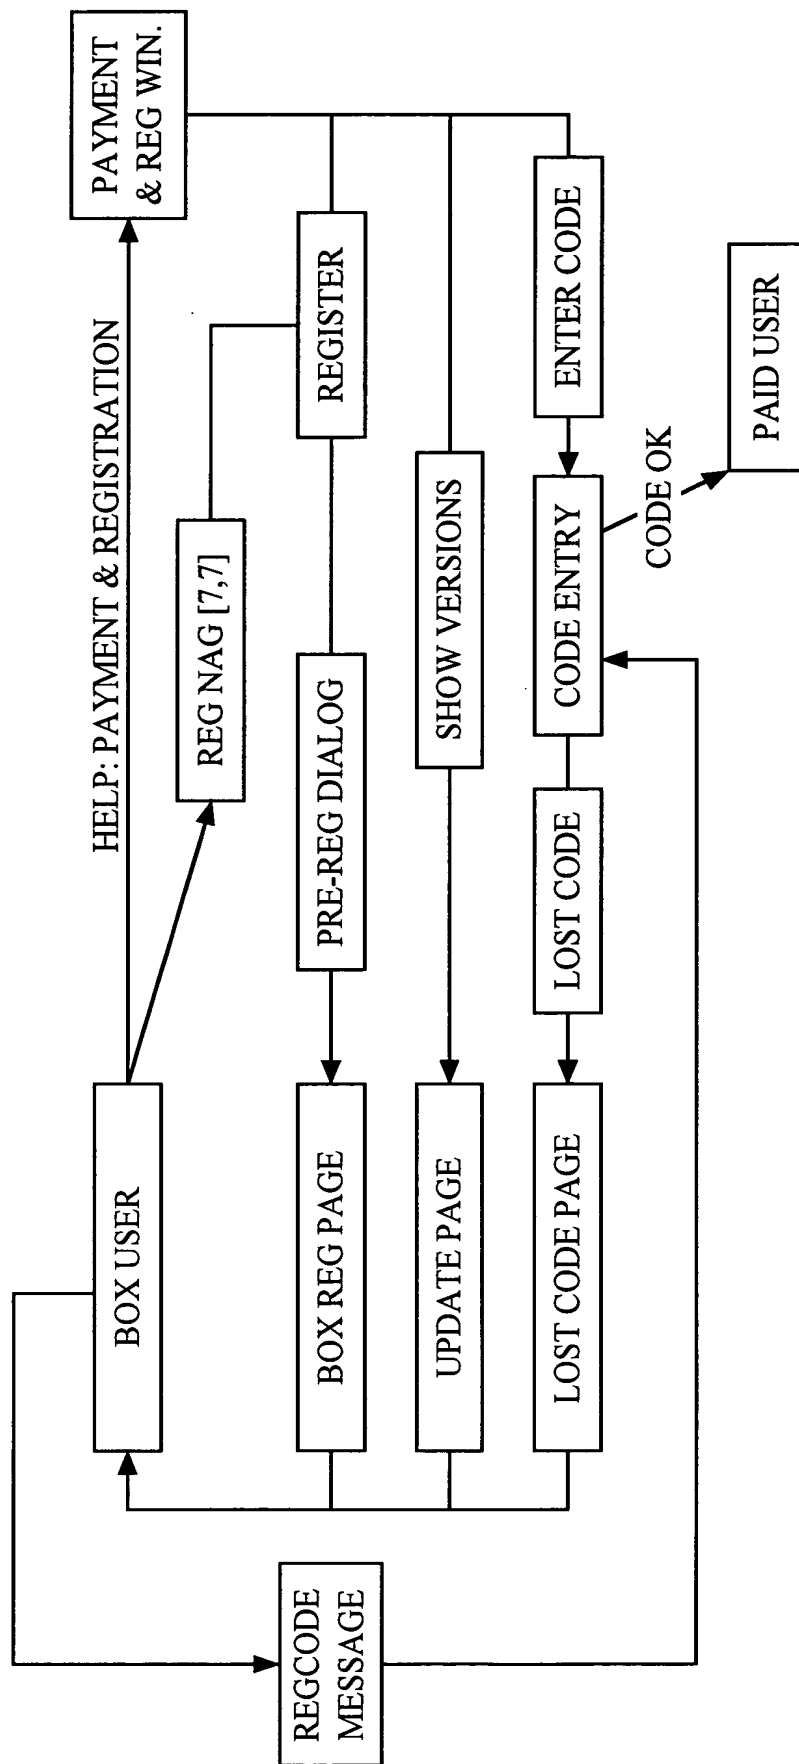 REGCODE
MESSAGE
BOX USER
HELP: PAYMENT & REGISTRATION
PAYMENT
& REG WIN.
REG NAG [7,7]
BOX REG PAGE
PRE-REG DIALOG
REGISTER
UPDATE PAGE
SHOW VERSIONS
LOST CODE PAGE
LOST CODE
CODE ENTRY
ENTER CODE
CODE OK
PAID USER